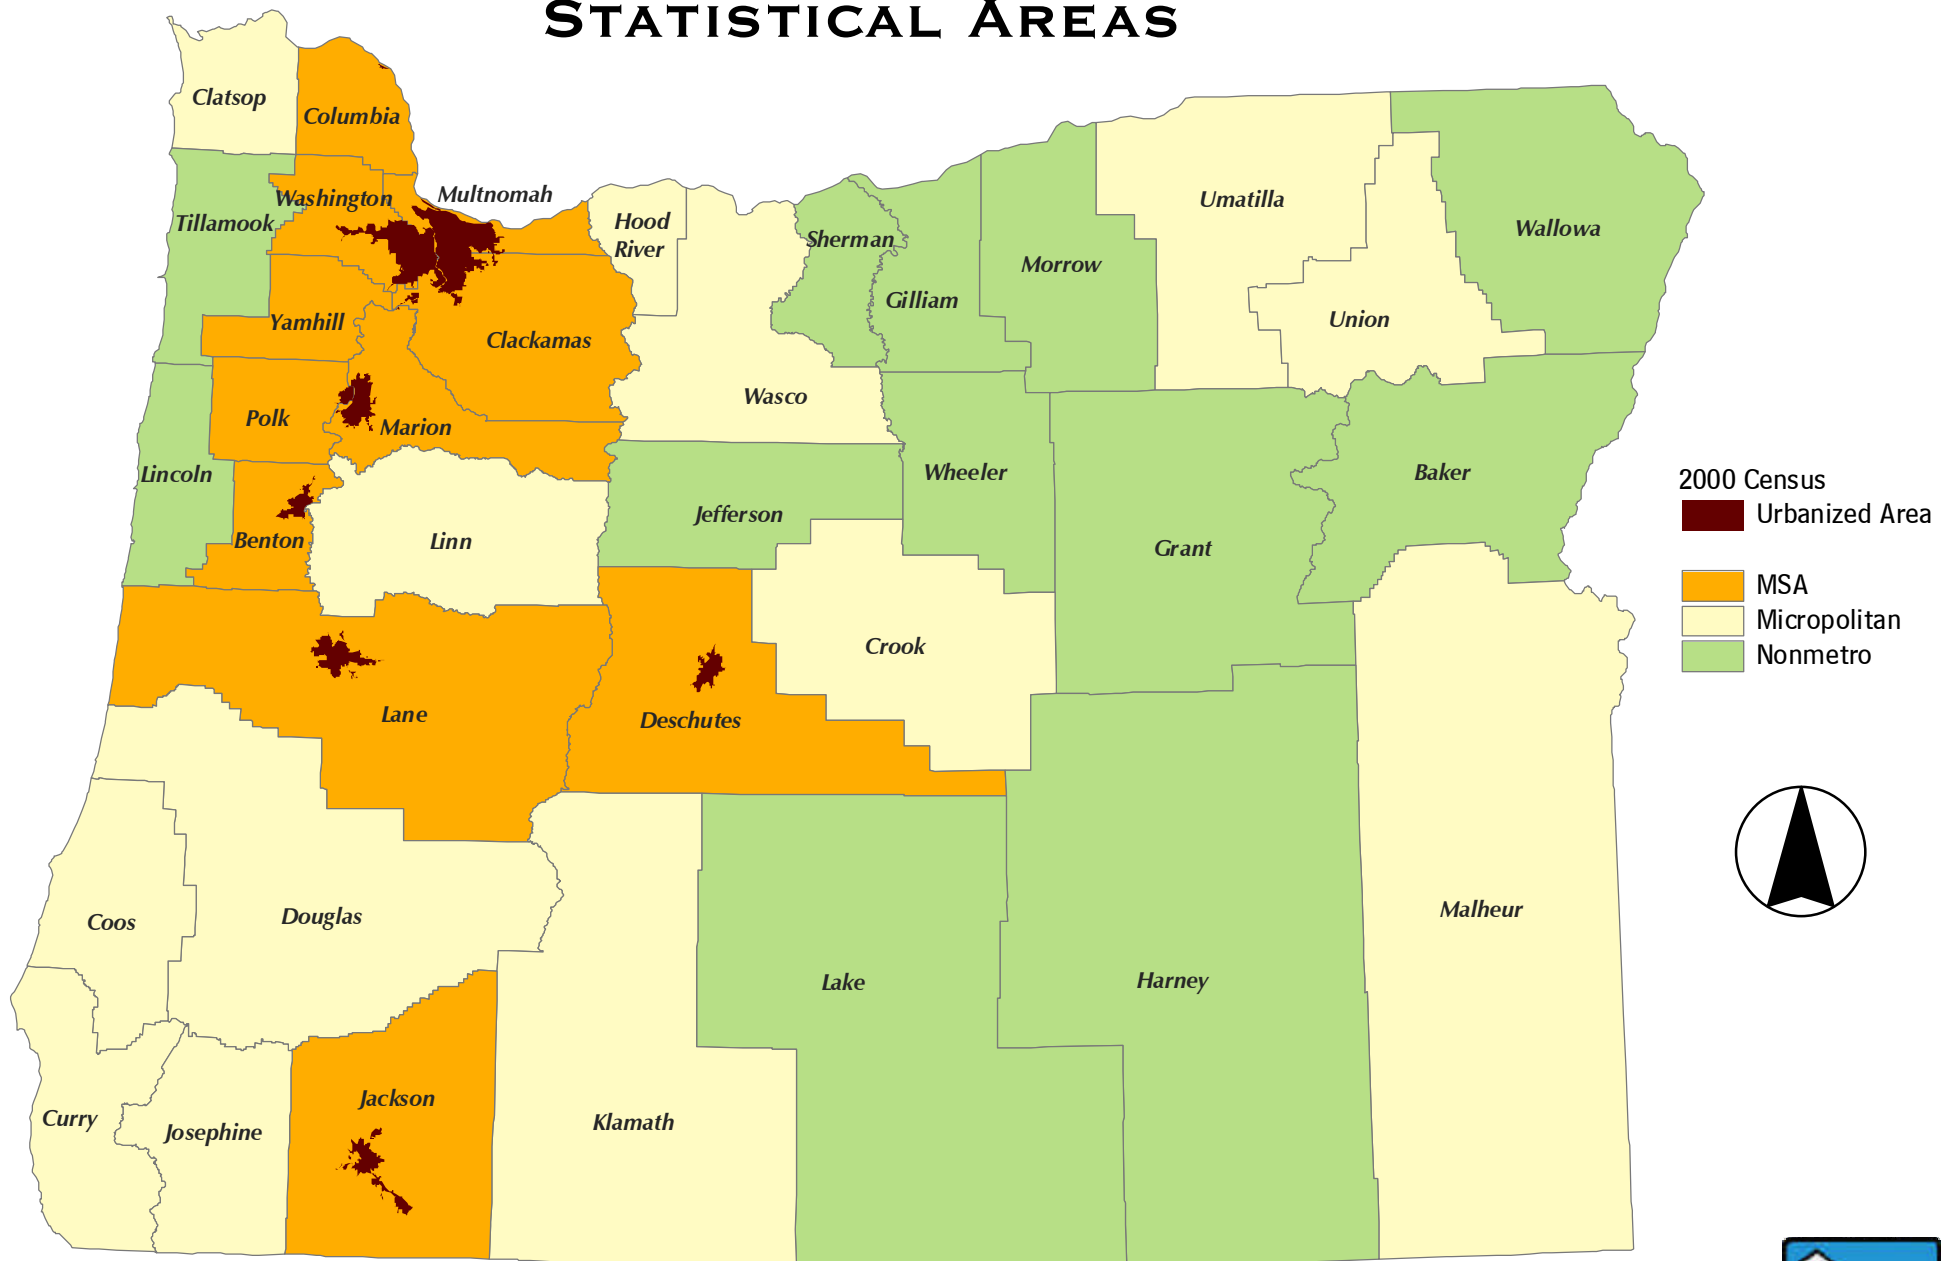 STATISTICAL AREAS
Clatsop
Columbia
Washington
Multnomah
Tillamook
Hood
River
Sherman
Umatilla
Wallowa
Morrow
Gilliam
Yamhill
Clackamas
Union
Wasco
Polk
Marion
Lincoln
Wheeler
Baker
Jefferson
Benton
Linn
Grant
Crook
Lane
Deschutes
Coos
Douglas
Malheur
Lake
Harney
Curry
Josephine
Jackson
Klamath
2000 Census
Urbanized Area
MSA
Micropolitan
Nonmetro